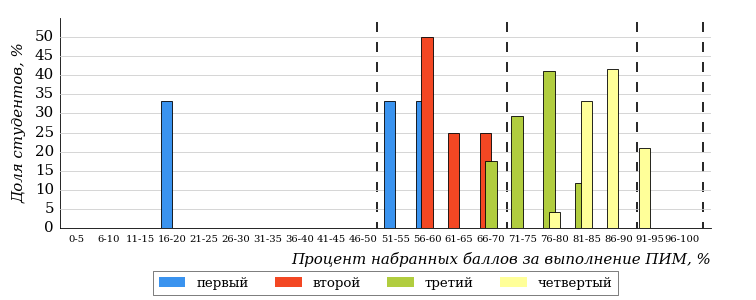 Доля студентов, %
50
45
40
35
30
25
20
15
10
5
0
0-5 6-10 11-15 16-20 21-25 26-30 31-35 36-40 41-45 46-50 51-55 56-60 61-65 66-70 71-75 76-80 81-85 86-90 91-95 96-100
Процент набранных баллов за выполнение ПИМ, %
первый второй третий четвертый